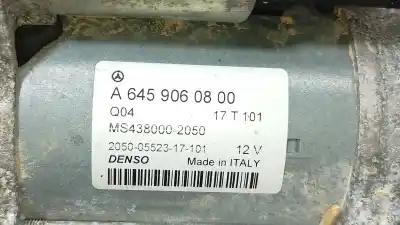 A 645 906 08 00
Q04 17 T 101
MS438000-2050
2050-05523-17-101 12 V
DENSO Made in ITALY